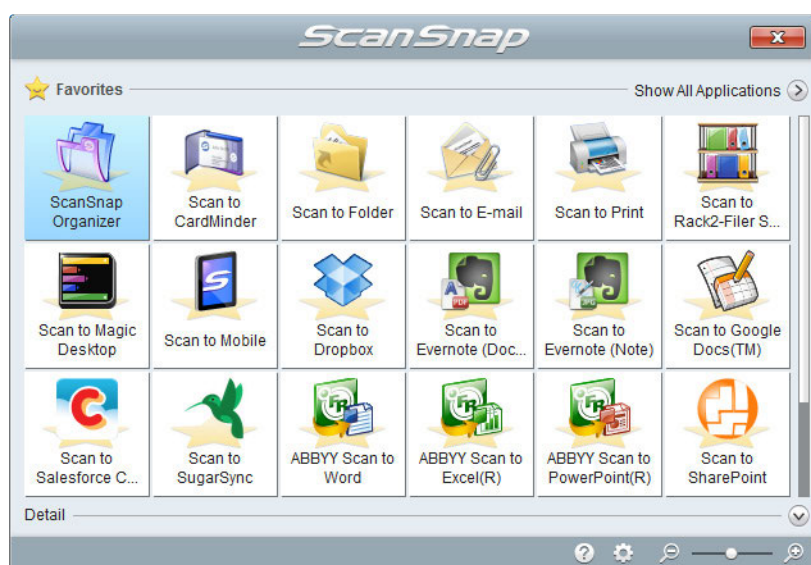 ScanSnap
Favorites
Show All Applications
ScanSnap
Organizer
Scan to
CardMinder
Scan to Folder
Scan to E-mail
Scan to Print
Scan to
Rack2-Filer S...
Scan to Magic
Desktop
Scan to Mobile
Scan to
Dropbox
Scan to
Evernote (Doc...
Scan to
Evernote (Note)
Scan to Google
Docs(TM)
Scan to
Salesforce C...
Scan to
SugarSync
ABBYY Scan to
Word
ABBYY Scan to
Excel(R)
ABBYY Scan to
PowerPoint(R)
Scan to
SharePoint
Detail